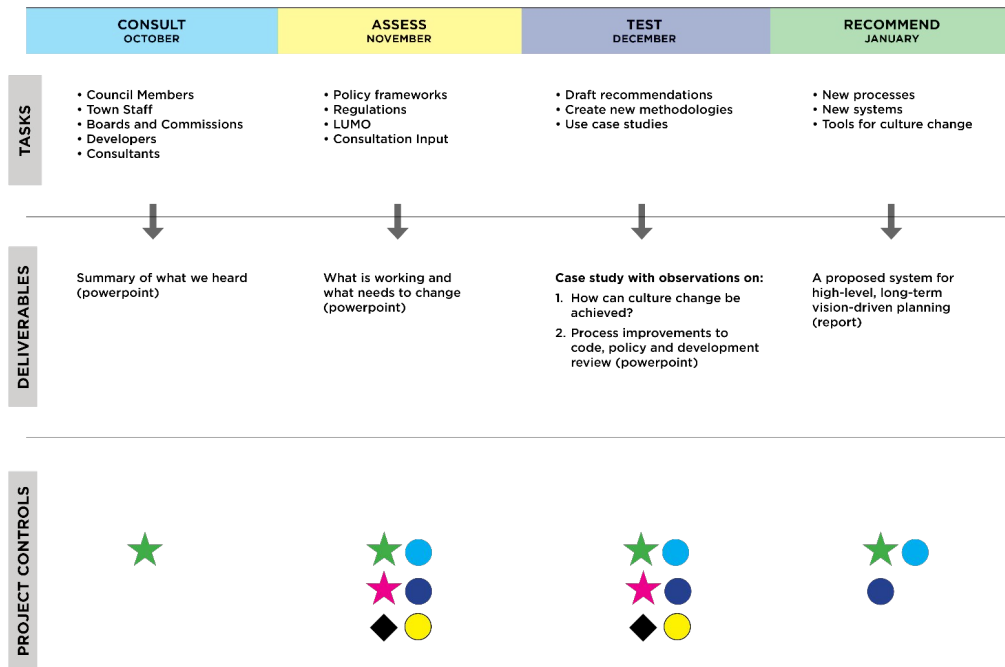 CONSULT
OCTOBER
ASSESS
NOVEMBER
TEST
DECEMBER
RECOMMEND
JANUARY
TASKS
• Council Members
• Town Staff
• Boards and Commissions
• Developers
• Consultants
• Policy frameworks
• Regulations
• LUMO
• Consultation Input
• Draft recommendations
• Create new methodologies
• Use case studies
• New processes
• New systems
• Tools for culture change
DELIVERABLES
Summary of what we heard
(powerpoint)
What is working and
what needs to change
(powerpoint)
Case study with observations on:
1. How can culture change be
achieved?
2. Process improvements to
code, policy and development
review (powerpoint)
A proposed system for
high-level, long-term
vision-driven planning
(report)
PROJECT CONTROLS